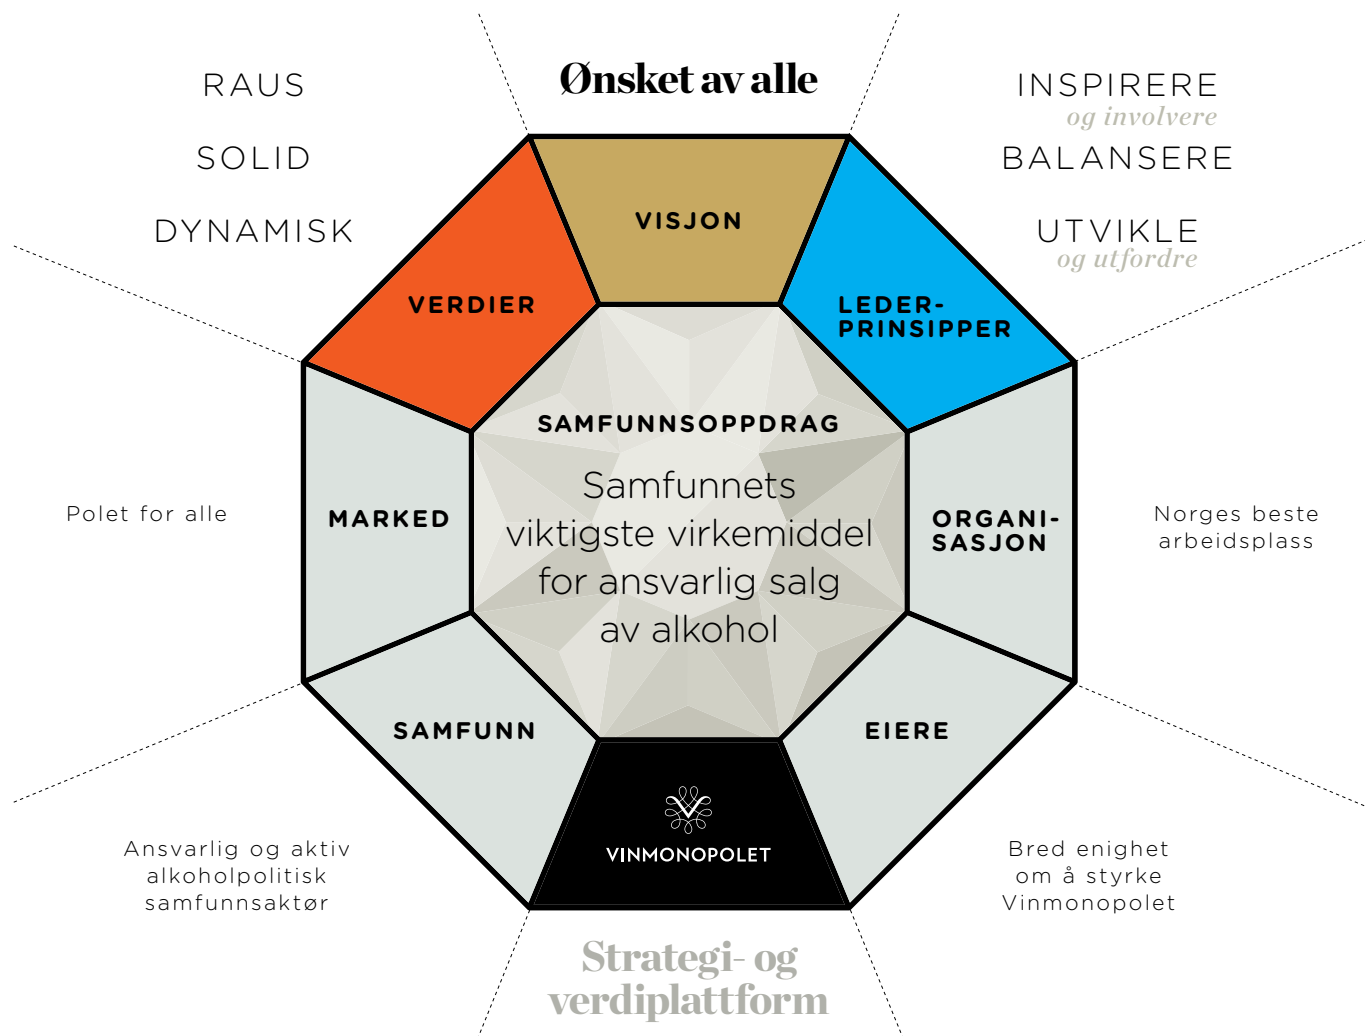 Ønsket av alle
RAUS
SOLID
DYNAMISK
INSPIRERE
og involvere
BALANSERE
UTVIKLE
og utfordre
VISJON
VERDIER
LEDER-
PRINSIPPER
SAMFUNNSOPPDRAG
Samfunnets
viktigste virkemiddel
for ansvarlig salg
av alkohol
Polet for alle
MARKED
ORGANI-
SASJON
Norges beste
arbeidsplass
SAMFUNN
EIERE
Ansvarlig og aktiv
alkoholpolitisk
samfunnsaktør
VINMONOPOLET
Bred enighet
om å styrke
Vinmonopolet
Strategi- og
verdiplattform